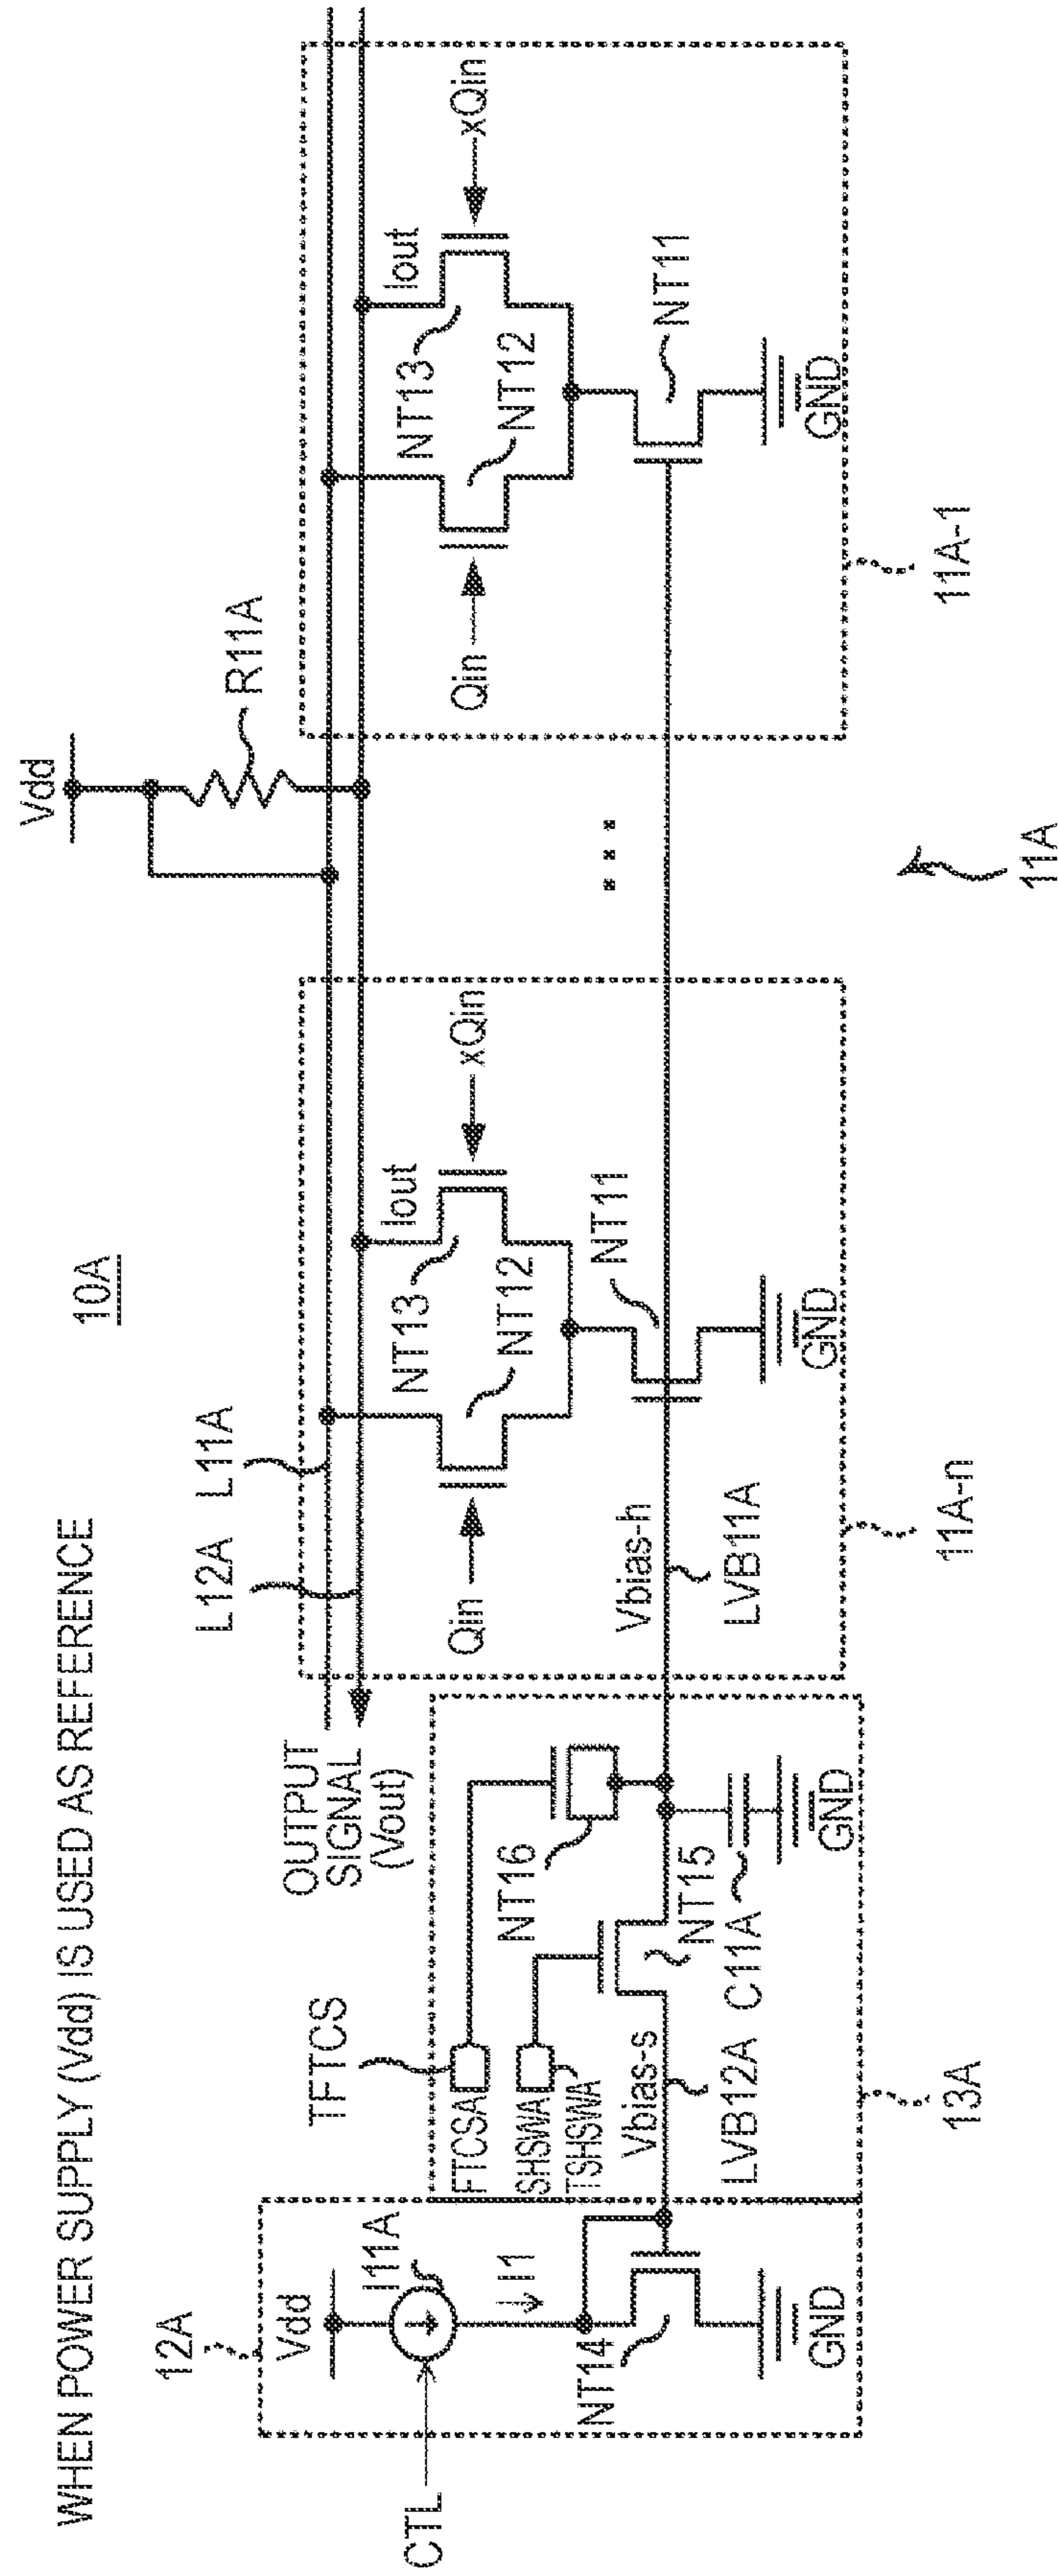 WHEN POWER SUPPLY (Vdd) IS USED AS REFERENCE
10A
12A
CTL
Vdd
I11A
I1
NT14
GND
TFTCS
FTCSA
SHSWA
TSHSWA
Vbias-s
LVB12A
NT16
NT15
C11A
GND
13A
OUTPUT
SIGNAL
(Vout)
L12A
L11A
Qin
NT13
NT12
Iout
xQin
NT11
Vbias-h
LVB11A
GND
11A-n
Vdd
R11A
11A
Qin
NT13
NT12
Iout
xQin
NT11
GND
11A-1